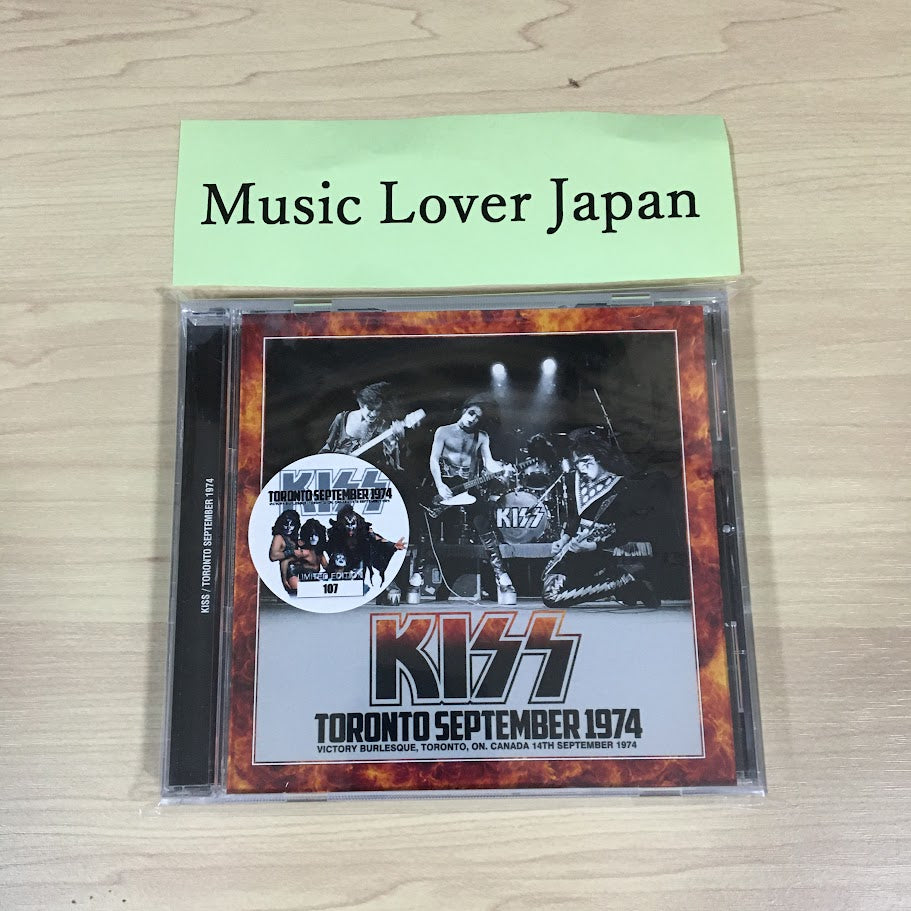 Music Lover Japan
KISS / TORONTO SEPTEMBER 1974
KISS
KISS
TORONTO SEPTEMBER 1974
LIMITED EDITION
107
KISS
TORONTO SEPTEMBER 1974
VICTORY BURLESQUE, TORONTO, ON. CANADA 14TH SEPTEMBER 1974